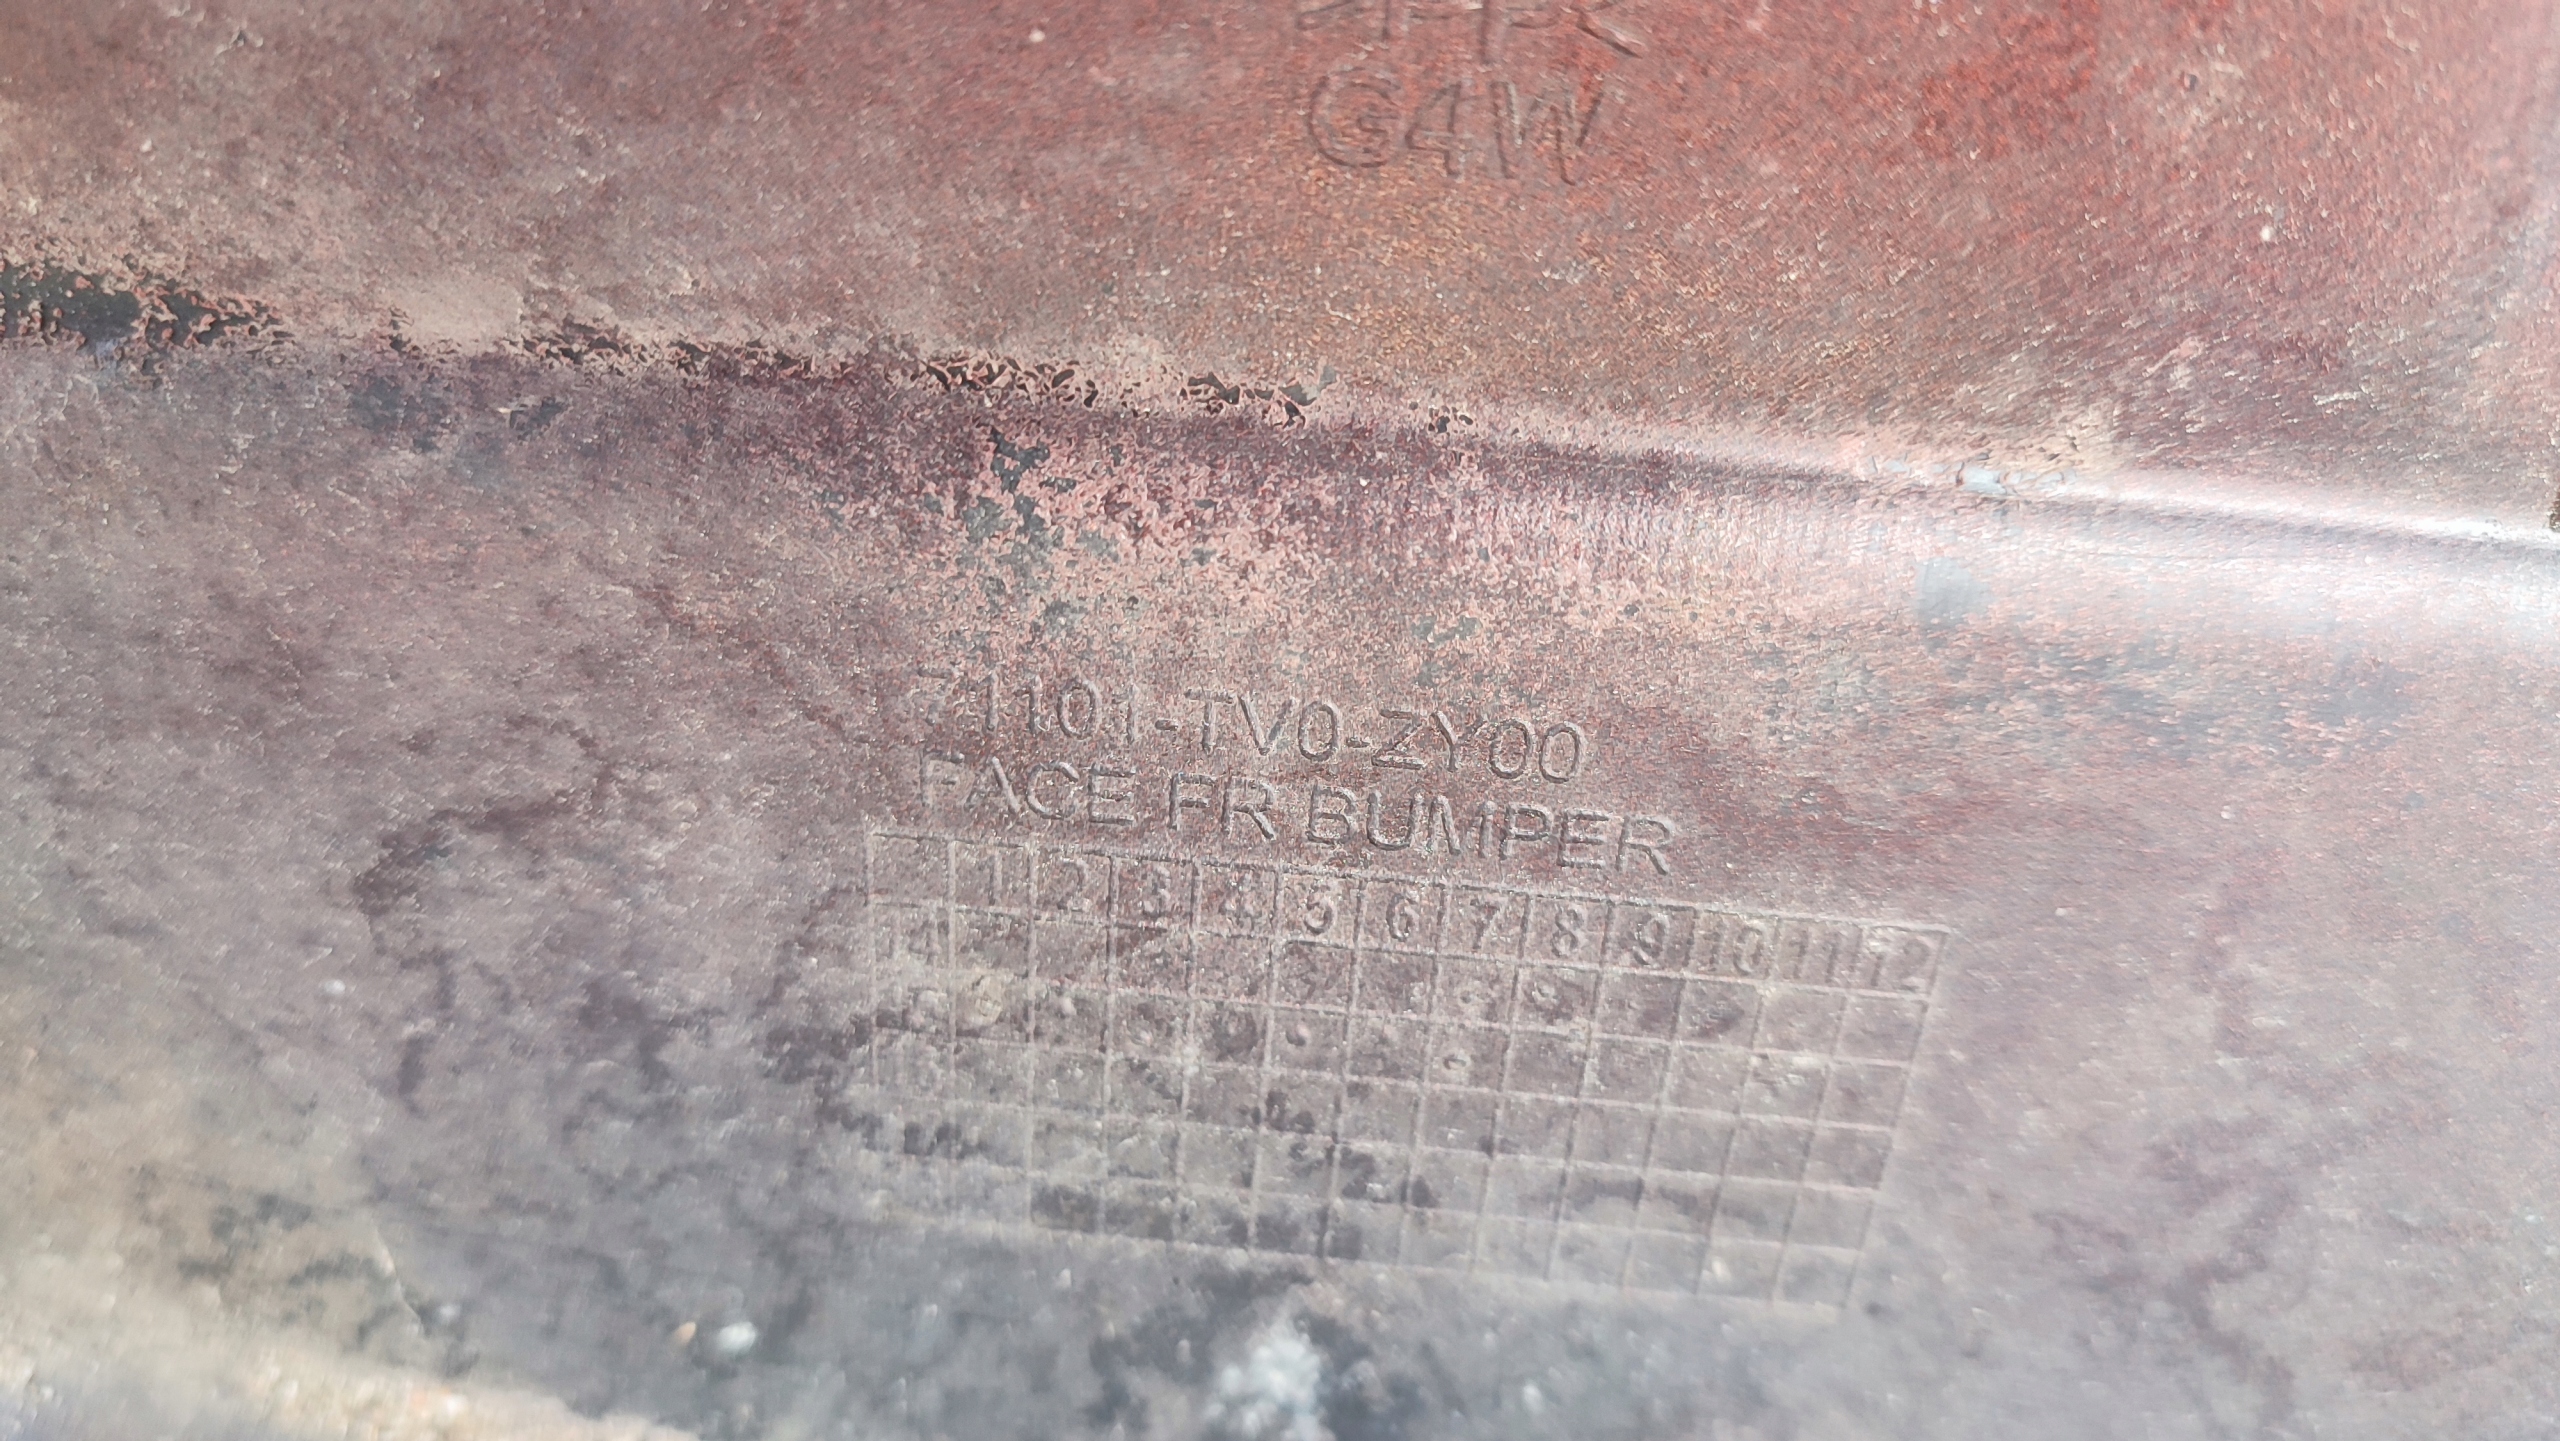 G4W
71101-TV0-ZY00
FACE FR BUMPER
1 2 3 4 5 6 7 8 9 10 11 12
14